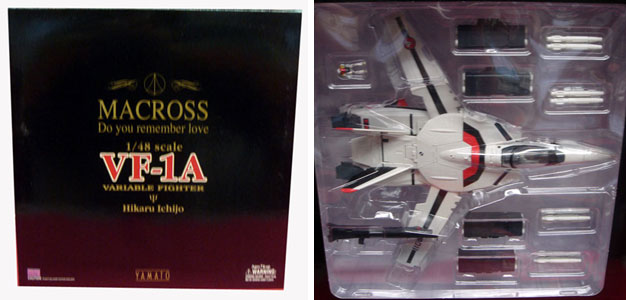 MACROSS
Do you remember love
1/48 scale
VF-1A
VARIABLE FIGHTER
Hikaru Ichijo
YAMATO
WARNING